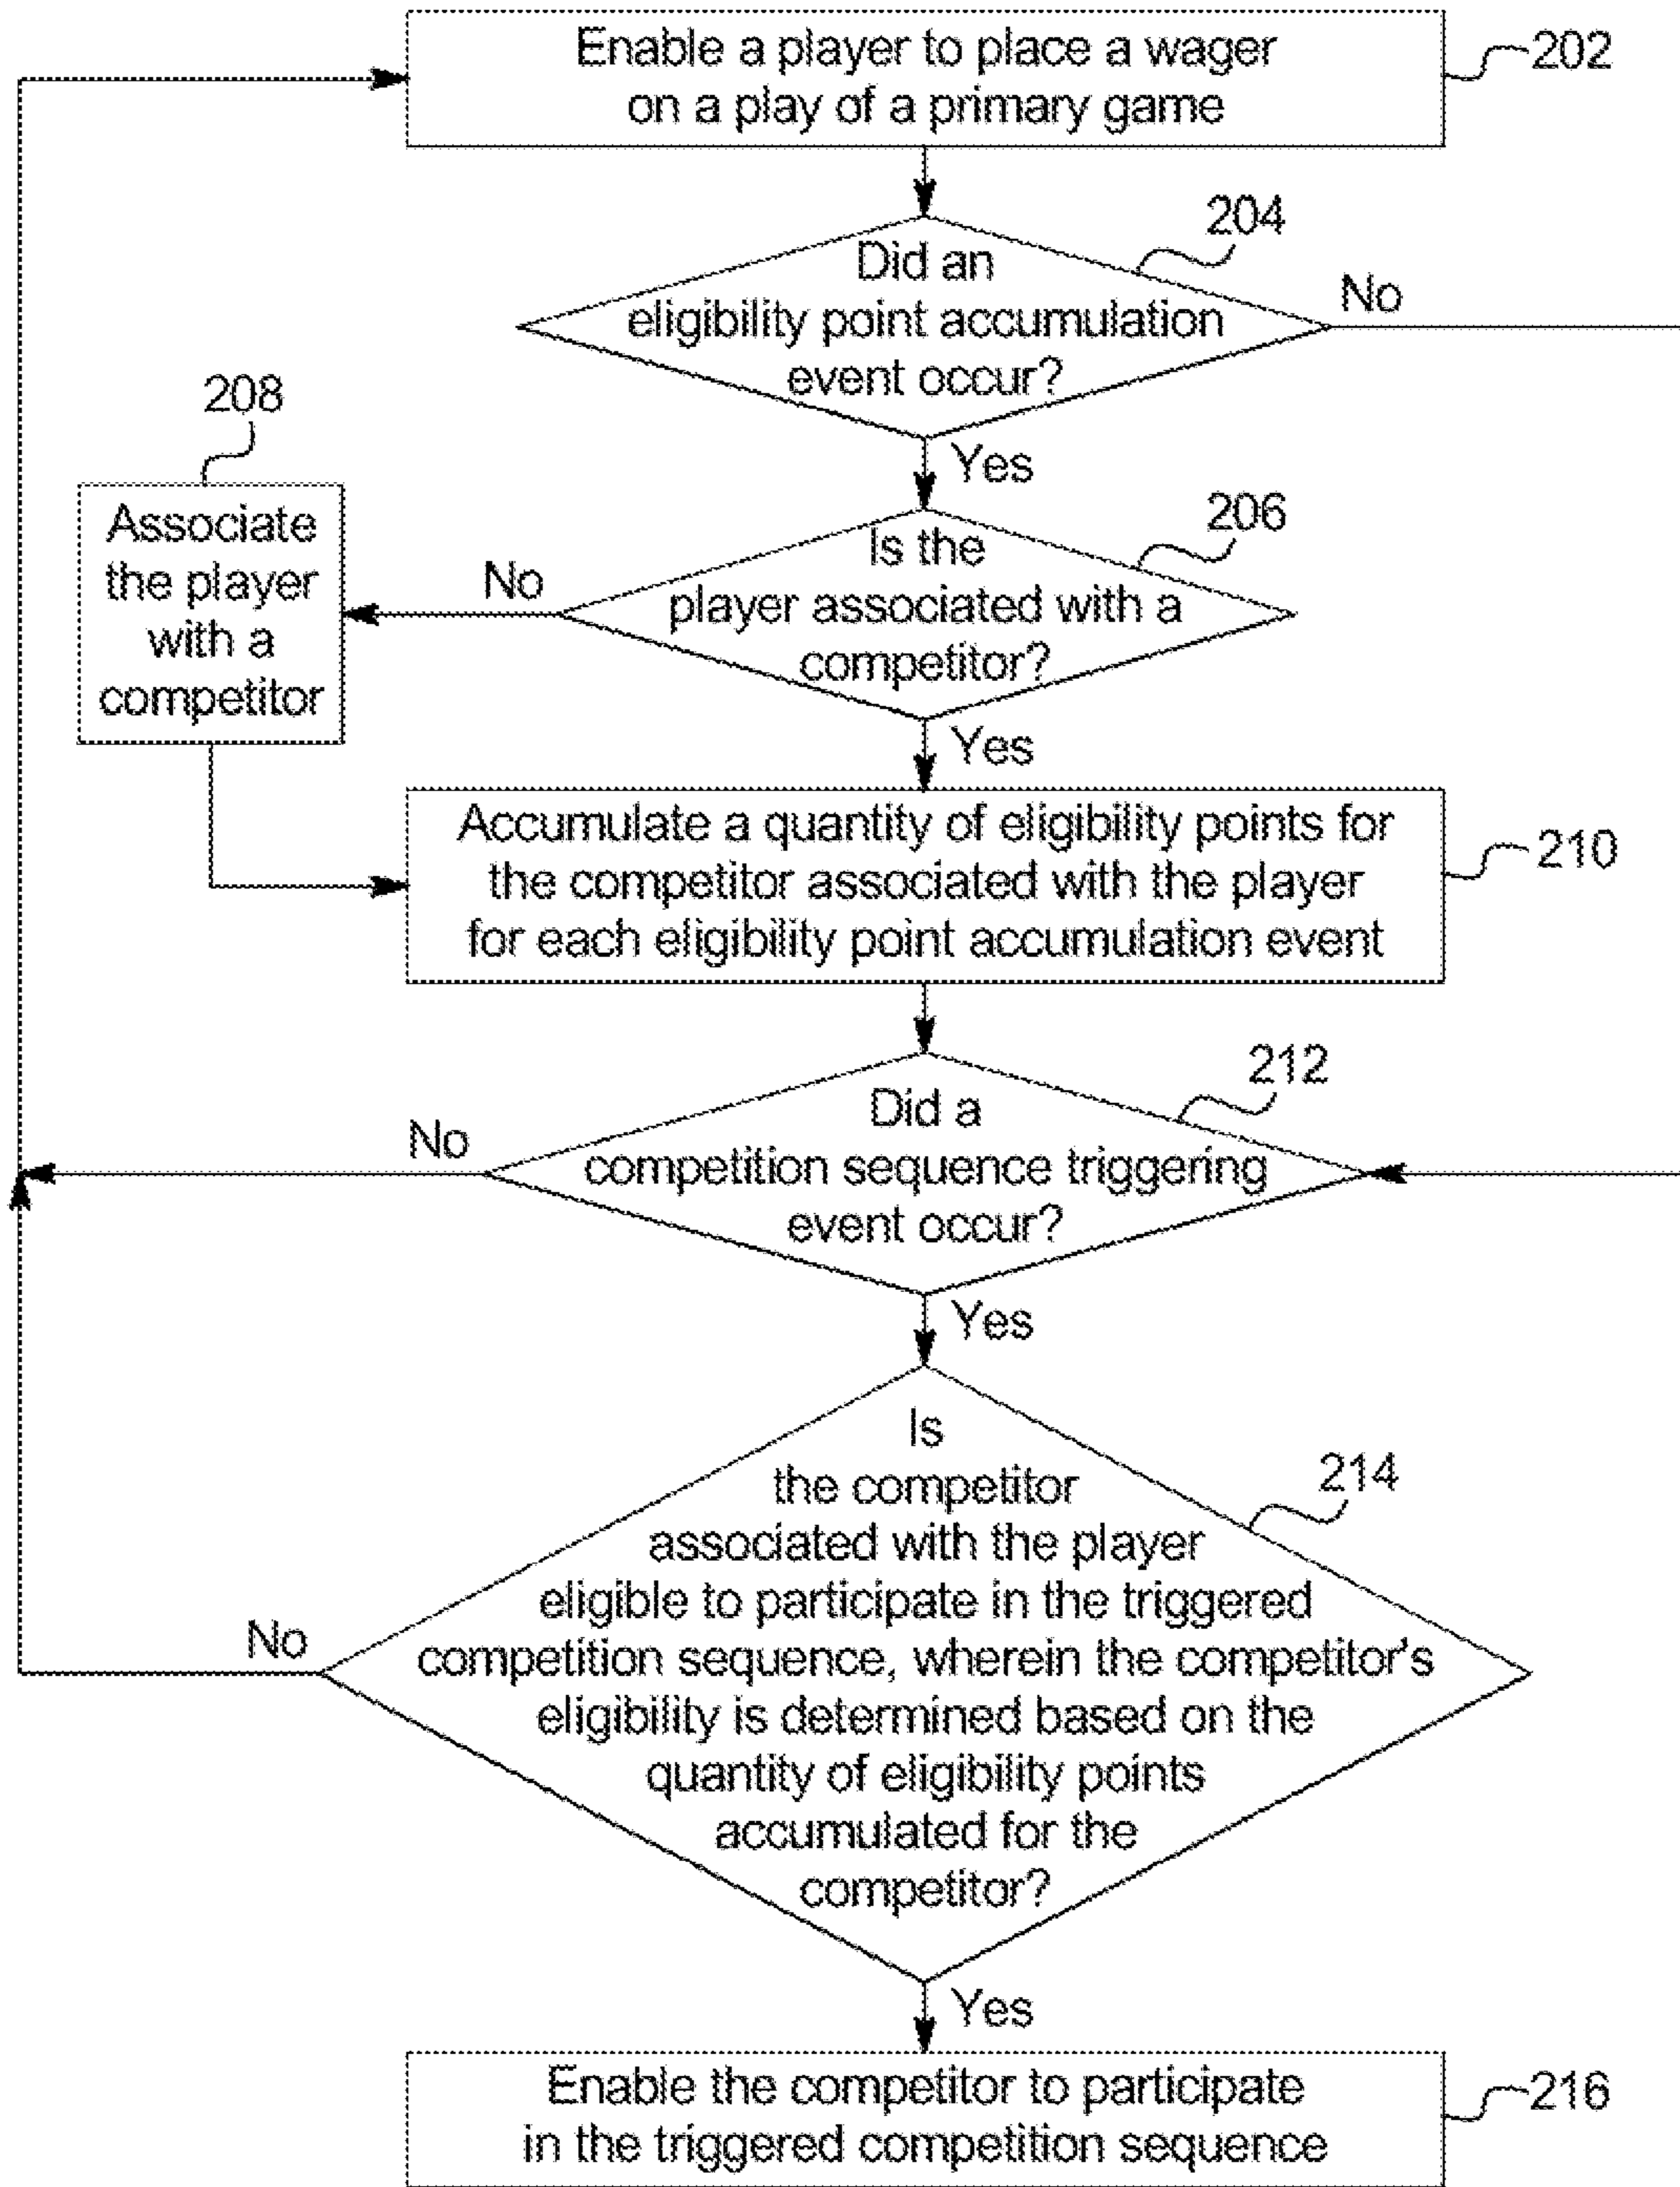 Enable a player to place a wager
on a play of a primary game
202
204
Did an
eligibility point accumulation
event occur?
No
Yes
208
Associate
the player
with a
competitor
206
Is the
player associated with a
competitor?
No
Yes
Accumulate a quantity of eligibility points for
the competitor associated with the player
for each eligibility point accumulation event
210
212
Did a
competition sequence triggering
event occur?
No
Yes
214
Is
the competitor
associated with the player
eligible to participate in the triggered
competition sequence, wherein the competitor's
eligibility is determined based on the
quantity of eligibility points
accumulated for the
competitor?
No
Yes
Enable the competitor to participate
in the triggered competition sequence
216